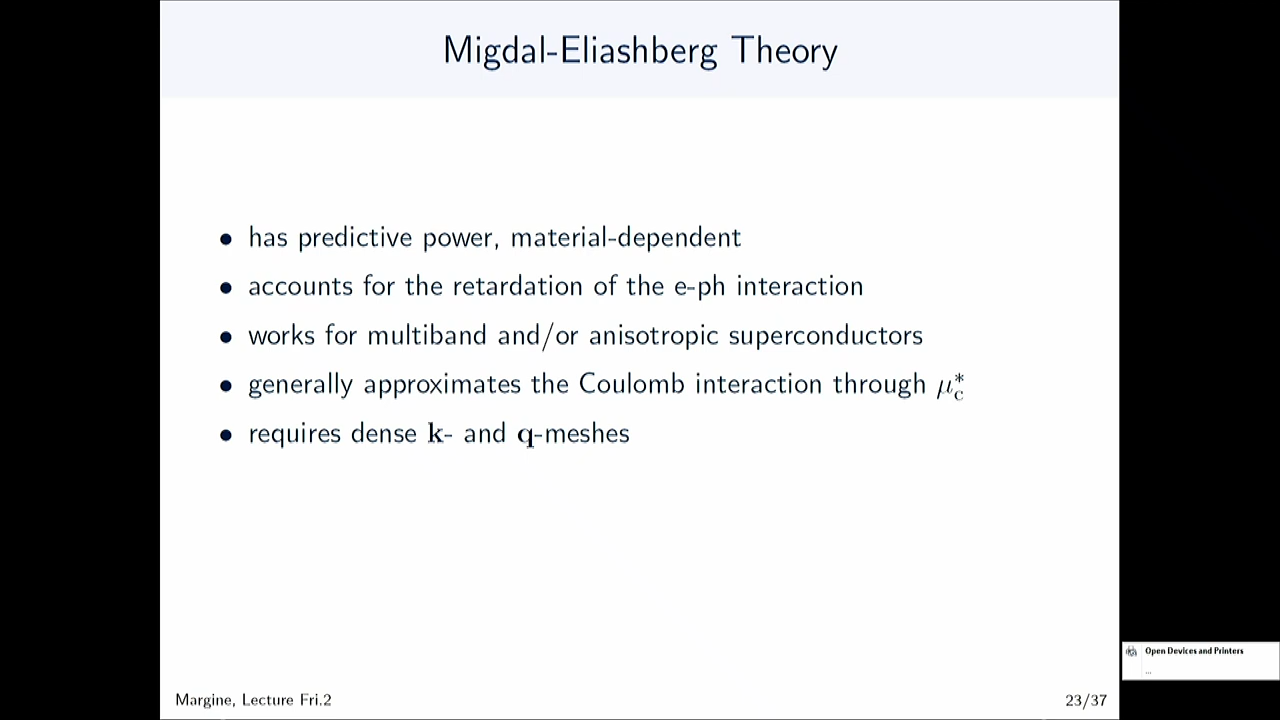 Migdal-Eliashberg Theory
• has predictive power, material-dependent
• accounts for the retardation of the e-ph interaction
• works for multiband and/or anisotropic superconductors
• generally approximates the Coulomb interaction through μ*c
• requires dense k- and q-meshes
Open Devices and Printers
...
Margine, Lecture Fri.2
23/37